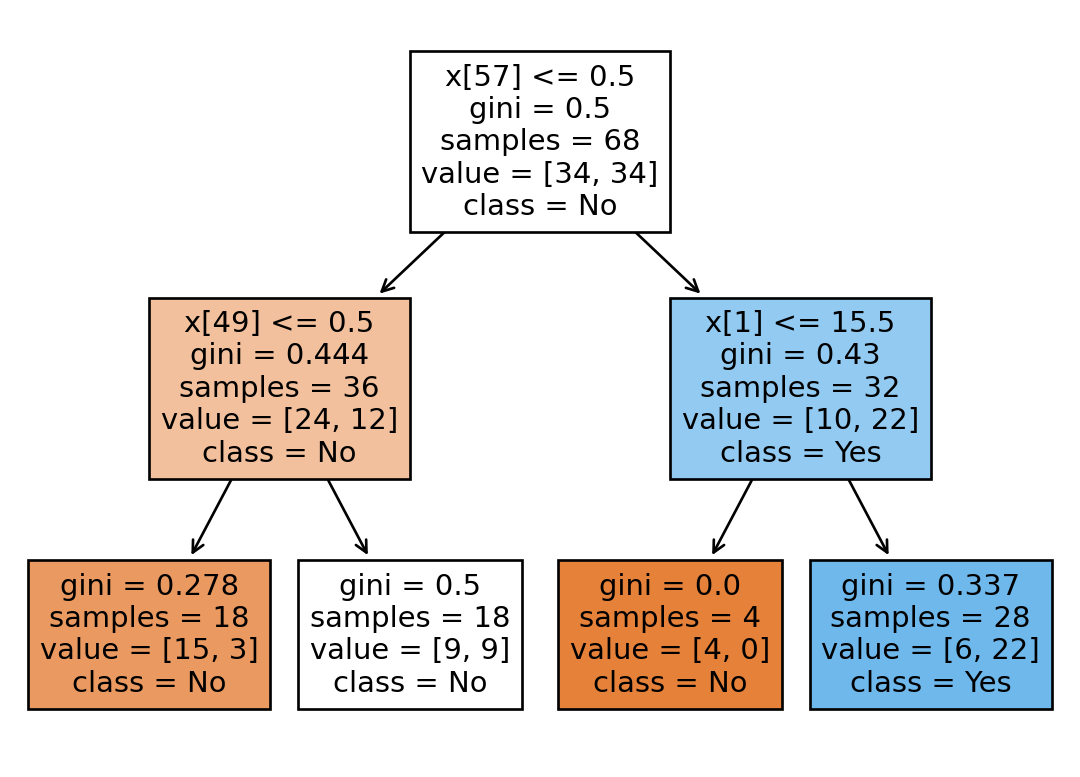 x[57] <= 0.5
gini = 0.5
samples = 68
value = [34, 34]
class = No
x[49] <= 0.5
gini = 0.444
samples = 36
value = [24, 12]
class = No
x[1] <= 15.5
gini = 0.43
samples = 32
value = [10, 22]
class = Yes
gini = 0.278
samples = 18
value = [15, 3]
class = No
gini = 0.5
samples = 18
value = [9, 9]
class = No
gini = 0.0
samples = 4
value = [4, 0]
class = No
gini = 0.337
samples = 28
value = [6, 22]
class = Yes